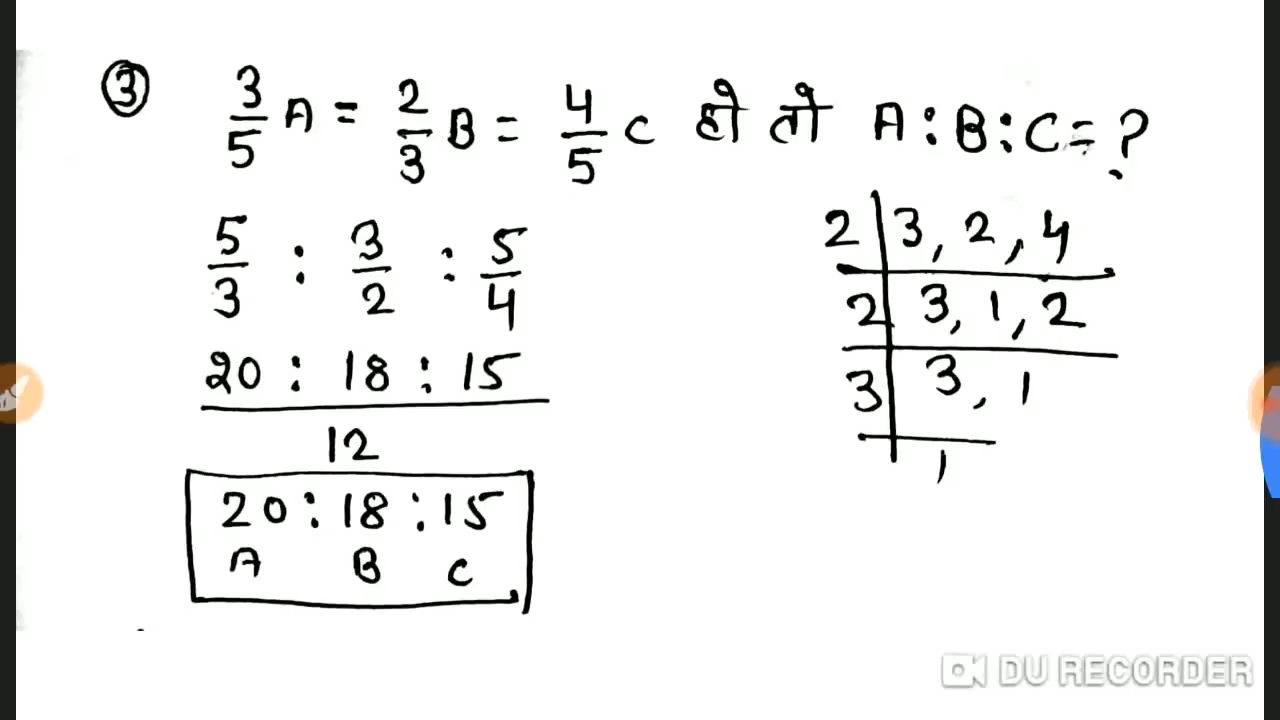 ③ 3/5 A = 2/3 B = 4/5 C हो तो A:B:C=?
5/3 : 3/2 : 5/4
20 : 18 : 15
12
20:18:15
A B C
2 | 3, 2, 4
2 | 3, 1, 2
3 | 3, 1
1
DU RECORDER